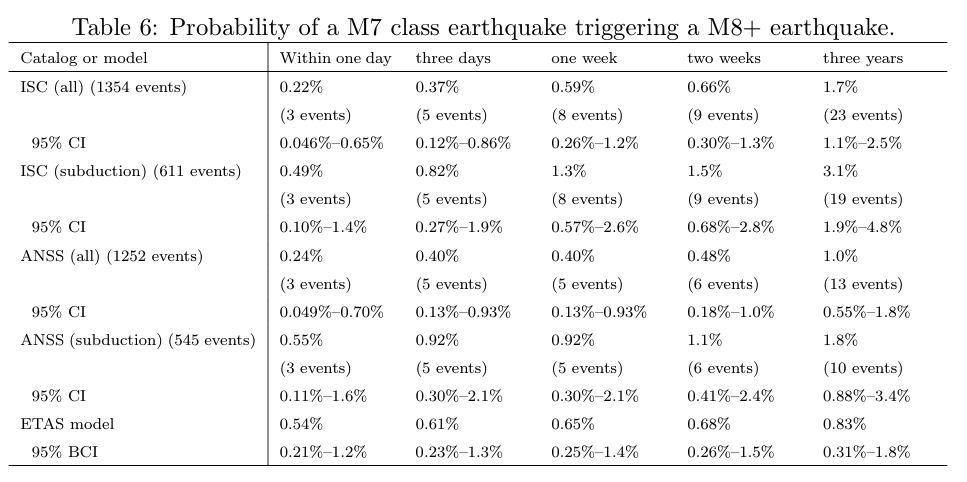 Table 6: Probability of a M7 class earthquake triggering a M8+ earthquake.
Catalog or model Within one day three days one week two weeks three years
ISC (all) (1354 events) 0.22% 0.37% 0.59% 0.66% 1.7%
(3 events) (5 events) (8 events) (9 events) (23 events)
95% CI 0.046%–0.65% 0.12%–0.86% 0.26%–1.2% 0.30%–1.3% 1.1%–2.5%
ISC (subduction) (611 events) 0.49% 0.82% 1.3% 1.5% 3.1%
(3 events) (5 events) (8 events) (9 events) (19 events)
95% CI 0.10%–1.4% 0.27%–1.9% 0.57%–2.6% 0.68%–2.8% 1.9%–4.8%
ANSS (all) (1252 events) 0.24% 0.40% 0.40% 0.48% 1.0%
(3 events) (5 events) (5 events) (6 events) (13 events)
95% CI 0.049%–0.70% 0.13%–0.93% 0.13%–0.93% 0.18%–1.0% 0.55%–1.8%
ANSS (subduction) (545 events) 0.55% 0.92% 0.92% 1.1% 1.8%
(3 events) (5 events) (5 events) (6 events) (10 events)
95% CI 0.11%–1.6% 0.30%–2.1% 0.30%–2.1% 0.41%–2.4% 0.88%–3.4%
ETAS model 0.54% 0.61% 0.65% 0.68% 0.83%
95% BCI 0.21%–1.2% 0.23%–1.3% 0.25%–1.4% 0.26%–1.5% 0.31%–1.8%